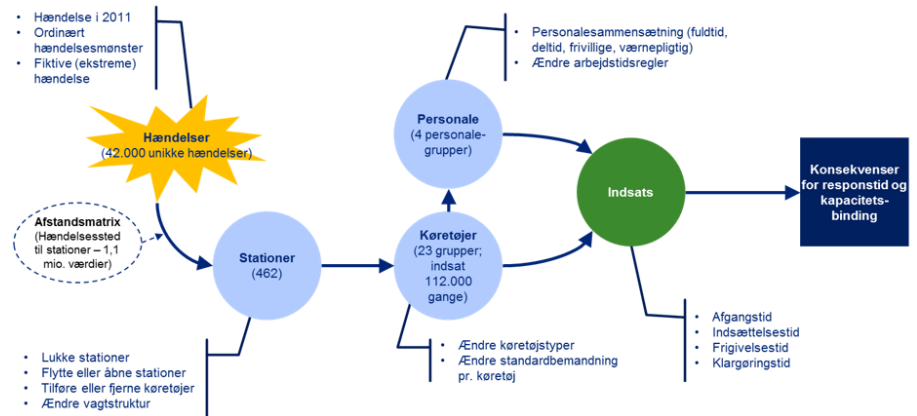 • Hændelse i 2011
• Ordinært
hændelsesmønster
• Fiktive (ekstreme)
hændelse
Hændelser
(42.000 unikke hændelser)
Afstandsmatrix
(Hændelsessted
til stationer – 1,1
mio. værdier)
Stationer
(462)
• Lukke stationer
• Flytte eller åbne stationer
• Tilføre eller fjerne køretøjer
• Ændre vagtstruktur
• Personalesammensætning (fuldtid,
deltid, frivillige, værnepligtig)
• Ændre arbejdstidsregler
Personale
(4 personale-
grupper)
Køretøjer
(23 grupper;
indsat
112.000
gange)
• Ændre køretøjstyper
• Ændre standardbemandning
pr. køretøj
Indsats
• Afgangstid
• Indsættelsestid
• Frigivelsestid
• Klargøringstid
Konsekvenser
for responstid og
kapacitets-
binding